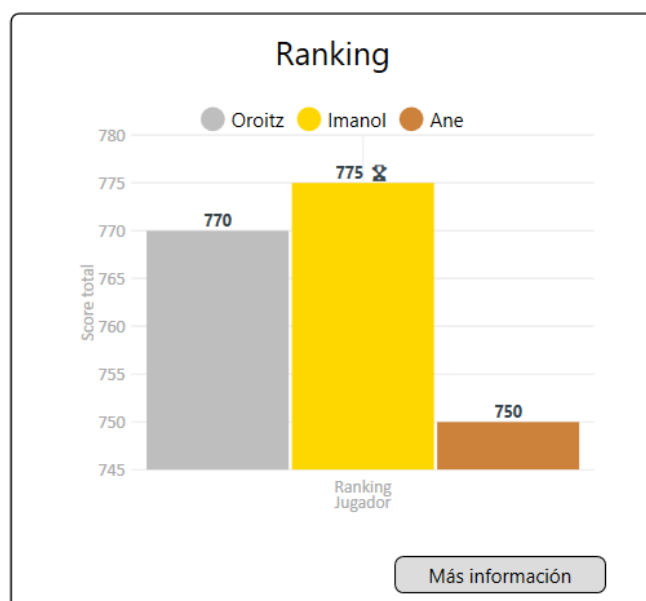 Ranking
Oroitz Imanol Ane
780
775
770
765
760
755
750
745
Score total
770
775
750
Ranking
Jugador
Más información